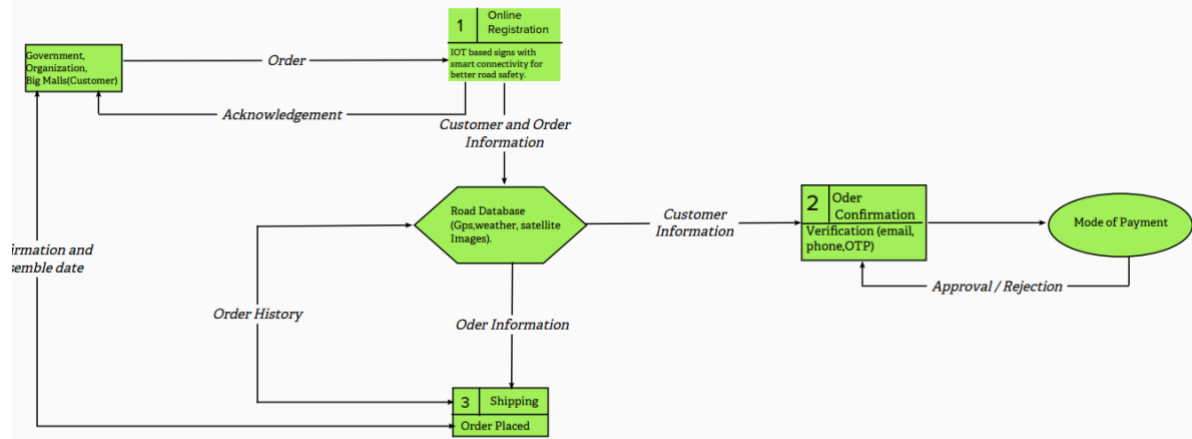 1
Online
Registration
IOT based signs with
smart connectivity for
better road safety.
Government,
Organization,
Big Malls(Customer)
Order
Acknowledgement
Customer and Order
Information
Road Database
(Gps,weather, satellite
Images).
Customer
Information
2
Oder
Confirmation
Verification (email,
phone,OTP)
Mode of Payment
Approval / Rejection
irmation and
semble date
Order History
Oder Information
3
Shipping
Order Placed